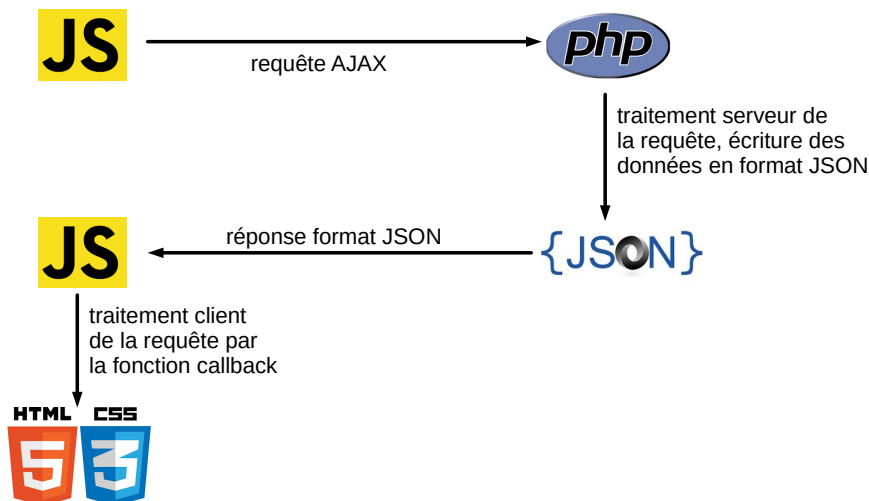 JS
php
requête AJAX
traitement serveur de
la requête, écriture des
données en format JSON
JS
réponse format JSON
{JSON}
traitement client
de la requête par
la fonction callback
HTML CSS
5 3